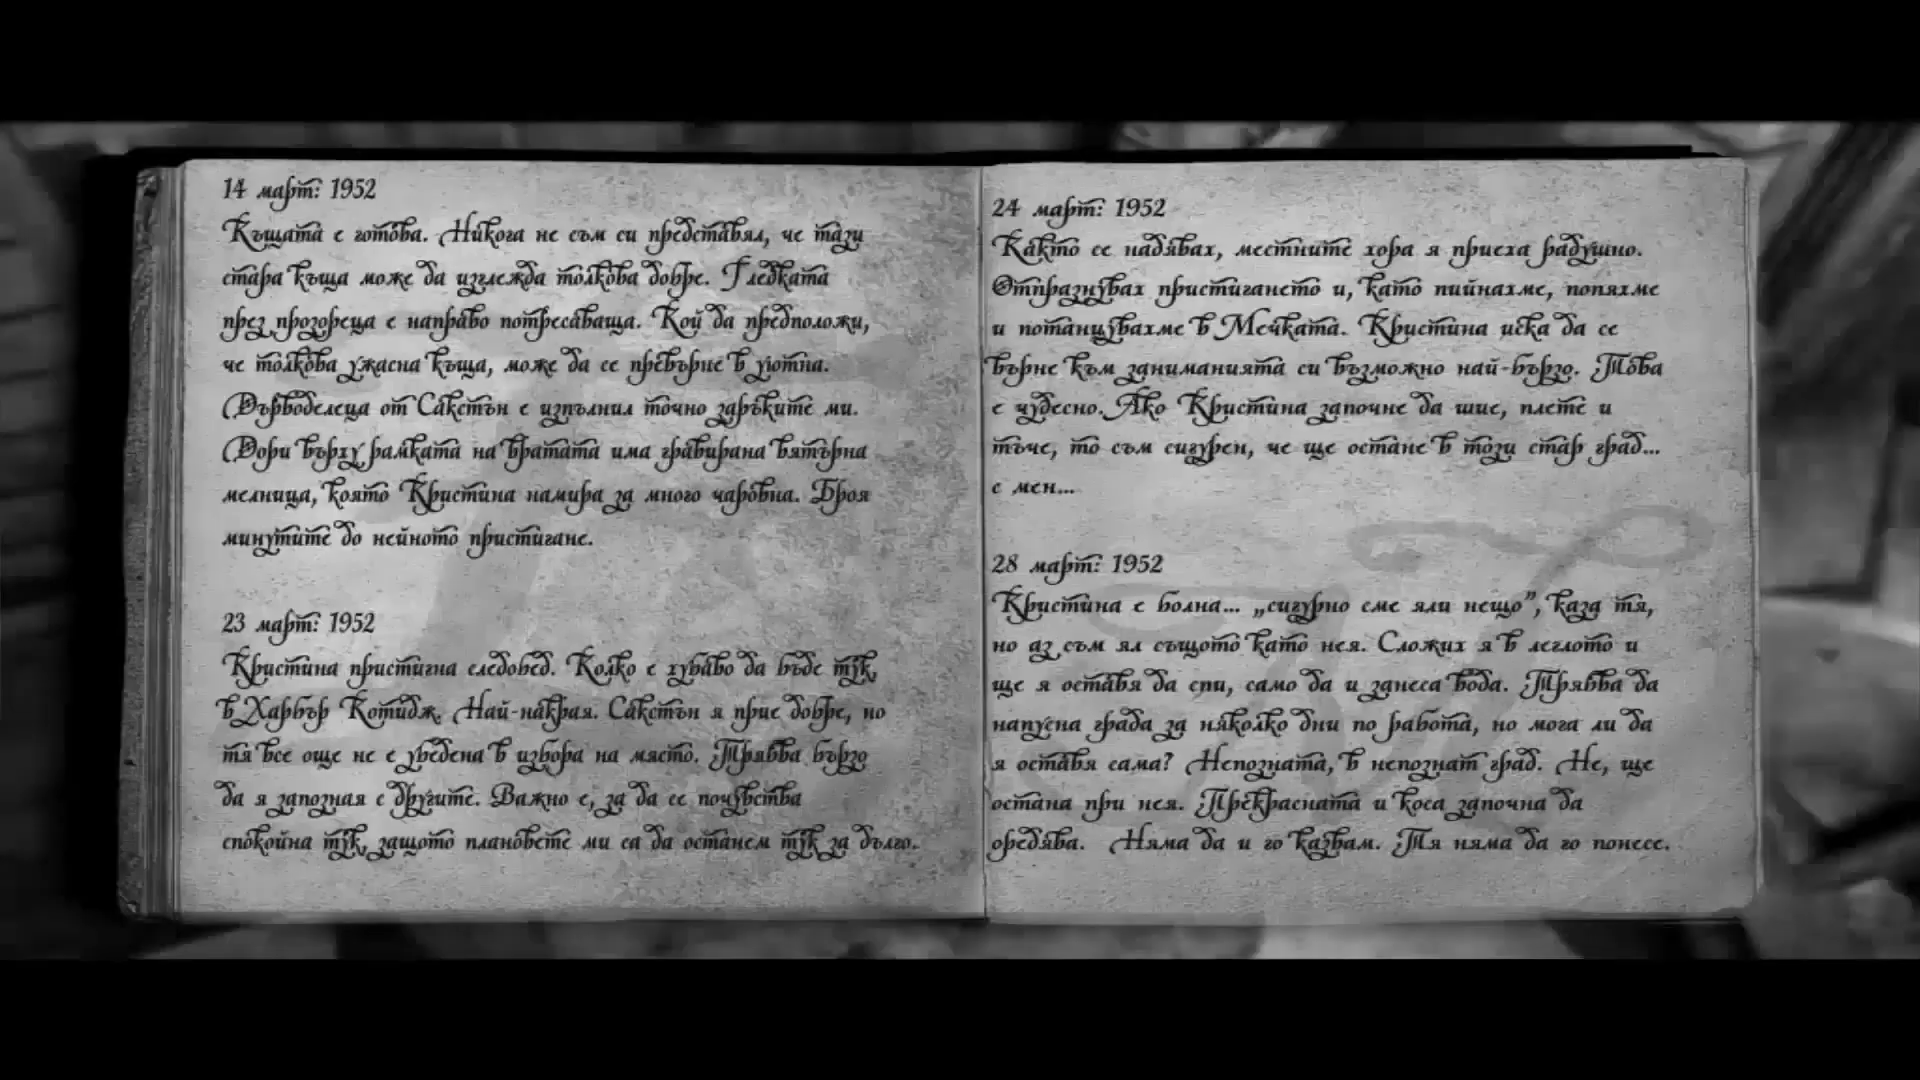 14 март: 1952
Къщата е готова. Никога не съм си представял, че тази
стара къща може да изглежда толкова добре. Гледката
през прозореца е направо потресаваща. Кой да предположи,
че толкова ужасна къща, може да се превърне в уютна.
Дърводелеца от Сакстън е изпълнил точно заръките ми.
Дори върху рамката на вратата има гравирана вятърна
мелница, която Кристина намира за много чаровна. Броя
минутите до нейното пристигане.
23 март: 1952
Кристина пристигна следобед. Колко е хубаво да бъде тук,
в Харбър Котидж. Най-накрая. Сакстън я прие добре, но
тя все още не е уведена в избора на място. Трябва бързо
да я запозная с другите. Важно е, за да се почувства
спокойна тук, защото плановете ми са да останем тук за дълго.
24 март: 1952
Както се надявах, местните хора я приеха радушно.
Отпразнувах пристигането и, като пийнахме, попяхме
и потанцувахме в Мечката. Кристина иска да се
върне към заниманията си възможно най-бързо. Това
е чудесно. Ако Кристина започне да шие, плете и
тъче, то съм сигурен, че ще остане в този стар град...
с мен...
28 март: 1952
Кристина е болна... „сигурно сме яли нещо”, каза тя,
но аз съм ял същото като нея. Сложих я в леглото и
ще я оставя да спи, само да и занеса вода. Трябва да
напусна града за няколко дни по работа, но мога ли да
я оставя сама? Непозната, в непознат град. Не, ще
остана при нея. Прекрасната и коса започна да
оредява. Няма да и го казвам. Тя няма да го понесе.